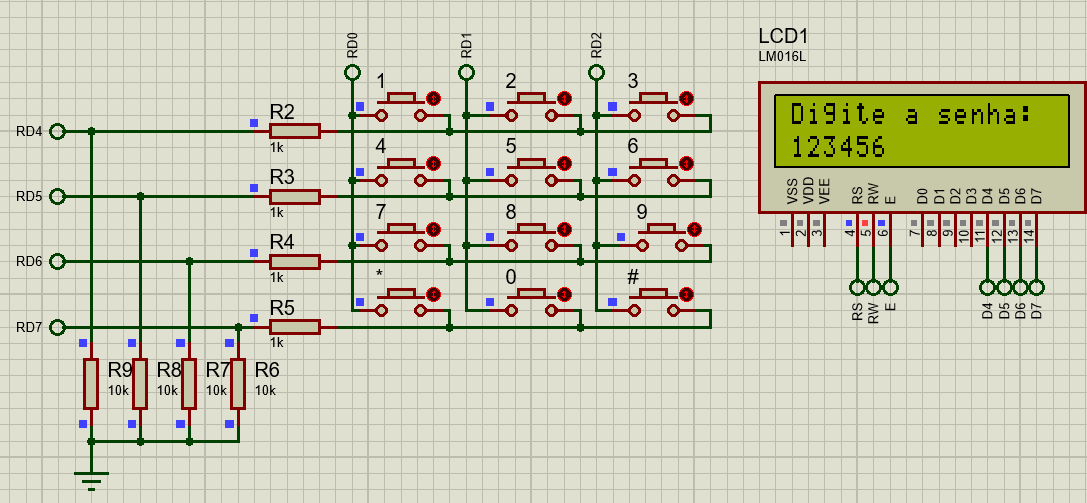 RD0
RD1
RD2
LCD1
LM016L
1
2
3
RD4
R2
1k
Digite a senha:
123456
4
5
6
RD5
R3
1k
7
8
9
RD6
R4
1k
*
0
#
RD7
R5
1k
VSS
VDD
VEE
RS
RW
E
D0
D1
D2
D3
D4
D5
D6
D7
1
2
3
4
5
6
7
8
9
10
11
12
13
14
RS
RW
E
D4
D5
D6
D7
R9
10k
R8
10k
R7
10k
R6
10k